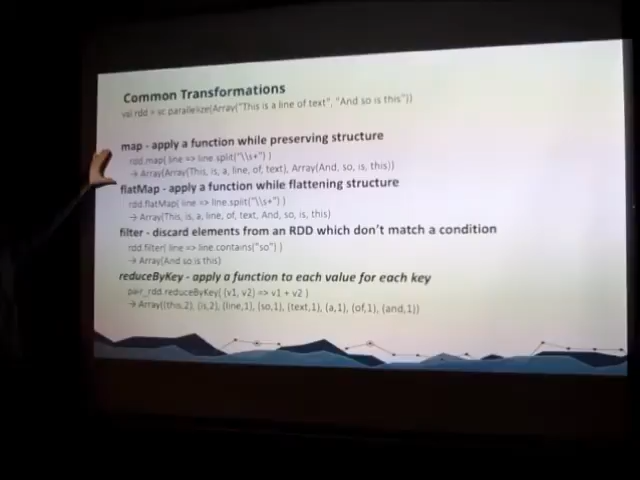 Common Transformations
val rdd = sc.parallelize(Array("This is a line of text", "And so is this"))
map - apply a function while preserving structure
rdd.map( line => line.split("\\s+") )
→ Array(Array(This, is, a, line, of, text), Array(And, so, is, this))
flatMap - apply a function while flattening structure
rdd.flatMap( line => line.split("\\s+") )
→ Array(This, is, a, line, of, text, And, so, is, this)
filter - discard elements from an RDD which don't match a condition
rdd.filter( line => line.contains("so") )
→ Array(And so is this)
reduceByKey - apply a function to each value for each key
pair_rdd.reduceByKey( (v1, v2) => v1 + v2 )
→ Array((this,2), (is,2), (line,1), (so,1), (text,1), (a,1), (of,1), (and,1))